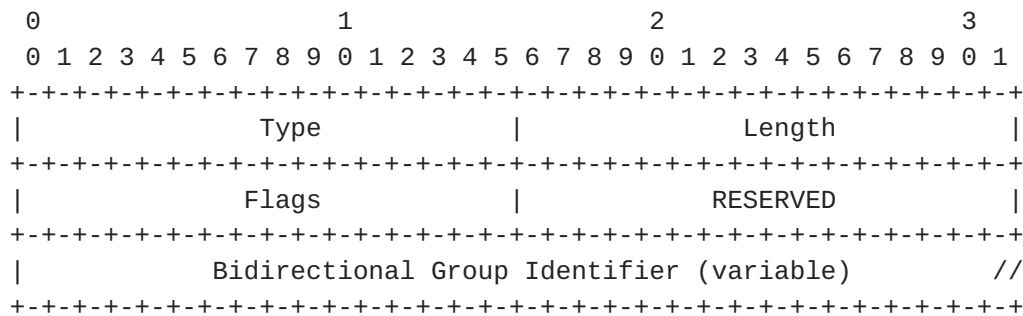 0                   1                   2                   3
 0 1 2 3 4 5 6 7 8 9 0 1 2 3 4 5 6 7 8 9 0 1 2 3 4 5 6 7 8 9 0 1
+-+-+-+-+-+-+-+-+-+-+-+-+-+-+-+-+-+-+-+-+-+-+-+-+-+-+-+-+-+-+-+-+
|               Type            |              Length           |
+-+-+-+-+-+-+-+-+-+-+-+-+-+-+-+-+-+-+-+-+-+-+-+-+-+-+-+-+-+-+-+-+
|              Flags            |            RESERVED           |
+-+-+-+-+-+-+-+-+-+-+-+-+-+-+-+-+-+-+-+-+-+-+-+-+-+-+-+-+-+-+-+-+
|            Bidirectional Group Identifier (variable)         //
+-+-+-+-+-+-+-+-+-+-+-+-+-+-+-+-+-+-+-+-+-+-+-+-+-+-+-+-+-+-+-+-+